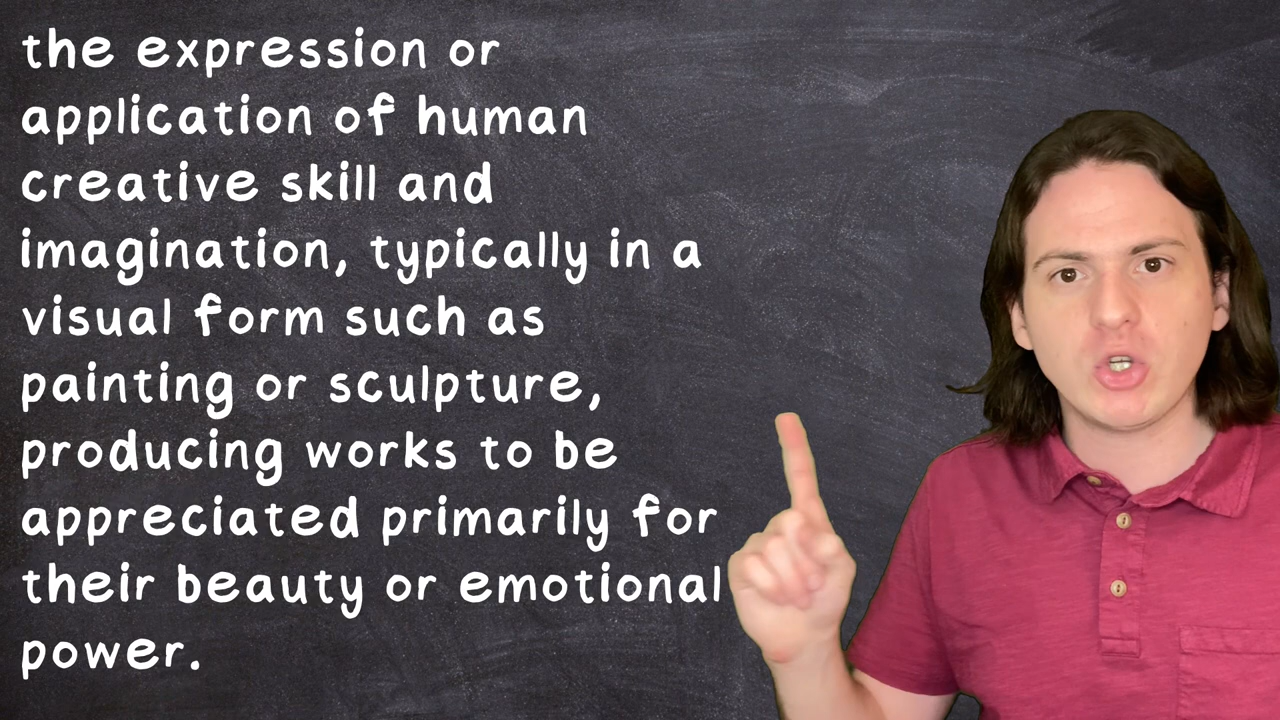 the expression or
application of human
creative skill and
imagination, typically in a
visual form such as
painting or sculpture,
producing works to be
appreciated primarily for
their beauty or emotional
power.